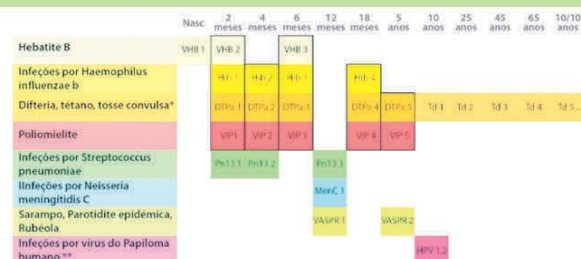 Nasc 2 meses 4 meses 6 meses 12 meses 18 meses 5 anos 10 anos 25 anos 45 anos 65 anos 10/10 anos
Hebatite B VHB 1 VHB 2 VHB 3
Infeções por Haemophilus
influenzae b Hib 1 Hib 2 Hib 3 Hib 4
Difteria, tétano, tosse convulsa* DTPa 1 DTPa 2 DTPa 3 DTPa 4 DTPa 5 Td 1 Td 2 Td 3 Td 4 Td 5...
Poliomielite VIP1 VIP 2 VIP 3 VIP 4 VIP 5
Infeções por Streptococcus
pneumoniae Pn13 1 Pn13 2 Pn13 3
IInfeções por Neisseria
meningitidis C MenC 1
Sarampo, Parotidite epidémica,
Rubéola VASPR 1 VASPR 2
Infeções por vírus do Papiloma
humano ** HPV 1,2